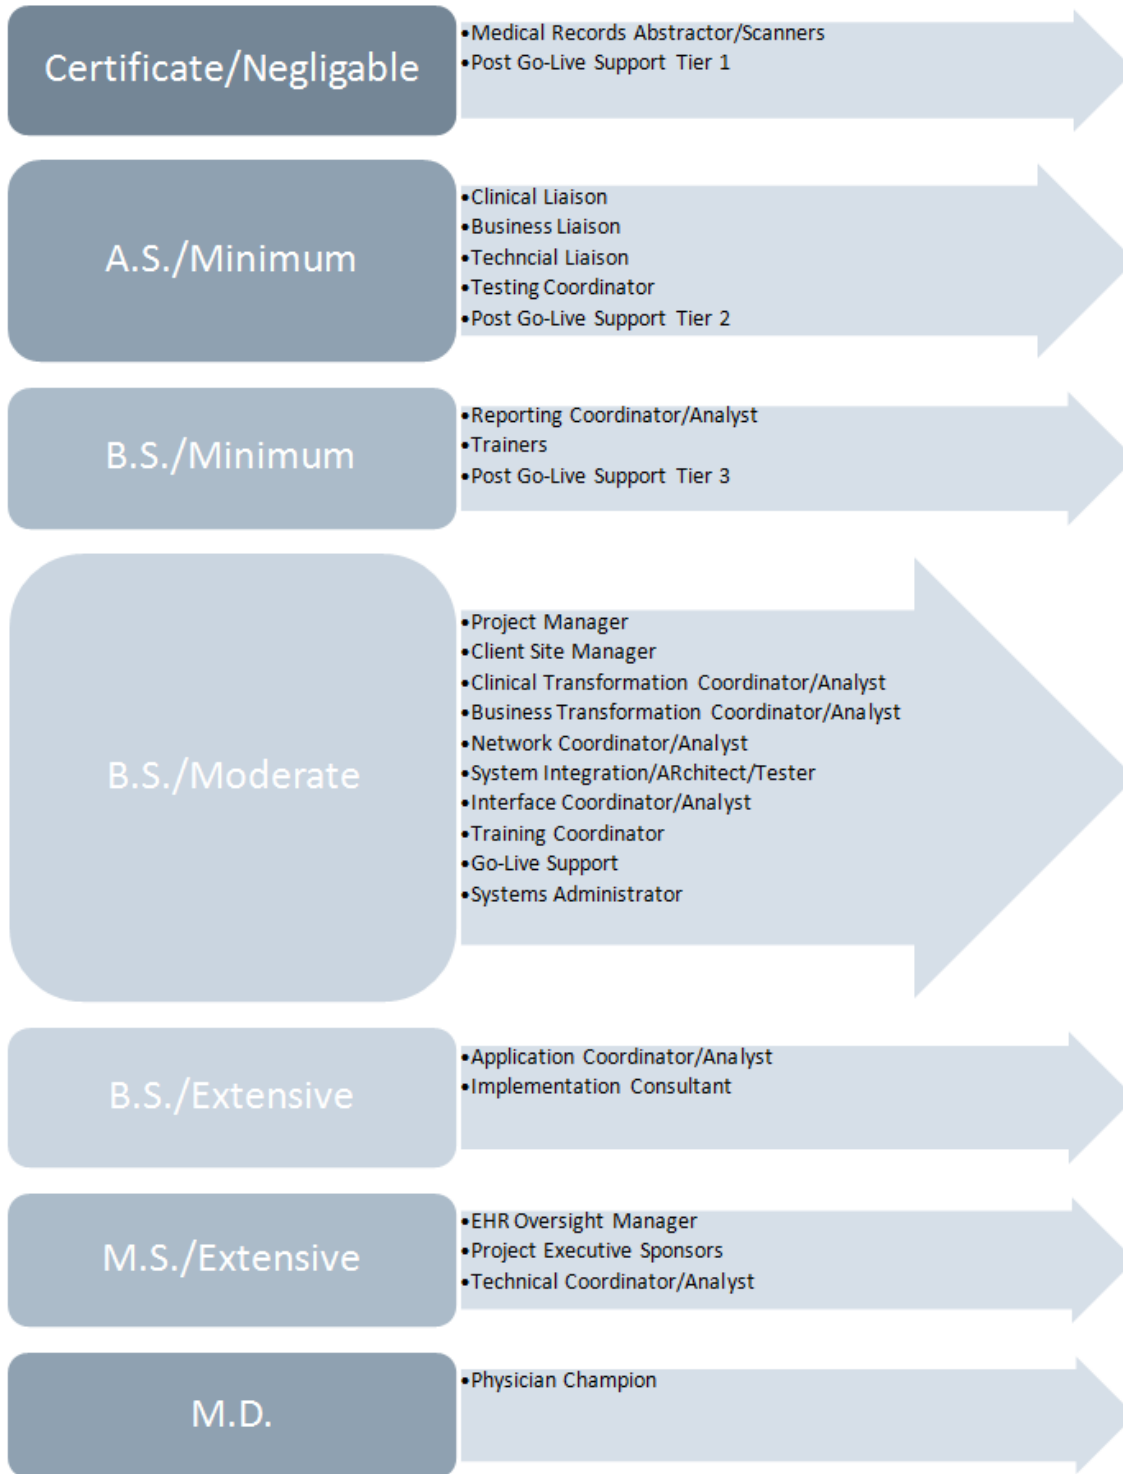 Certificate/Negligable
•Medical Records Abstractor/Scanners
•Post Go-Live Support Tier 1
A.S./Minimum
•Clinical Liaison
•Business Liaison
•Techncial Liaison
•Testing Coordinator
•Post Go-Live Support Tier 2
B.S./Minimum
•Reporting Coordinator/Analyst
•Trainers
•Post Go-Live Support Tier 3
B.S./Moderate
•Project Manager
•Client Site Manager
•Clinical Transformation Coordinator/Analyst
•Business Transformation Coordinator/Analyst
•Network Coordinator/Analyst
•System Integration/ARchitect/Tester
•Interface Coordinator/Analyst
•Training Coordinator
•Go-Live Support
•Systems Administrator
B.S./Extensive
•Application Coordinator/Analyst
•Implementation Consultant
M.S./Extensive
•EHR Oversight Manager
•Project Executive Sponsors
•Technical Coordinator/Analyst
M.D.
•Physician Champion